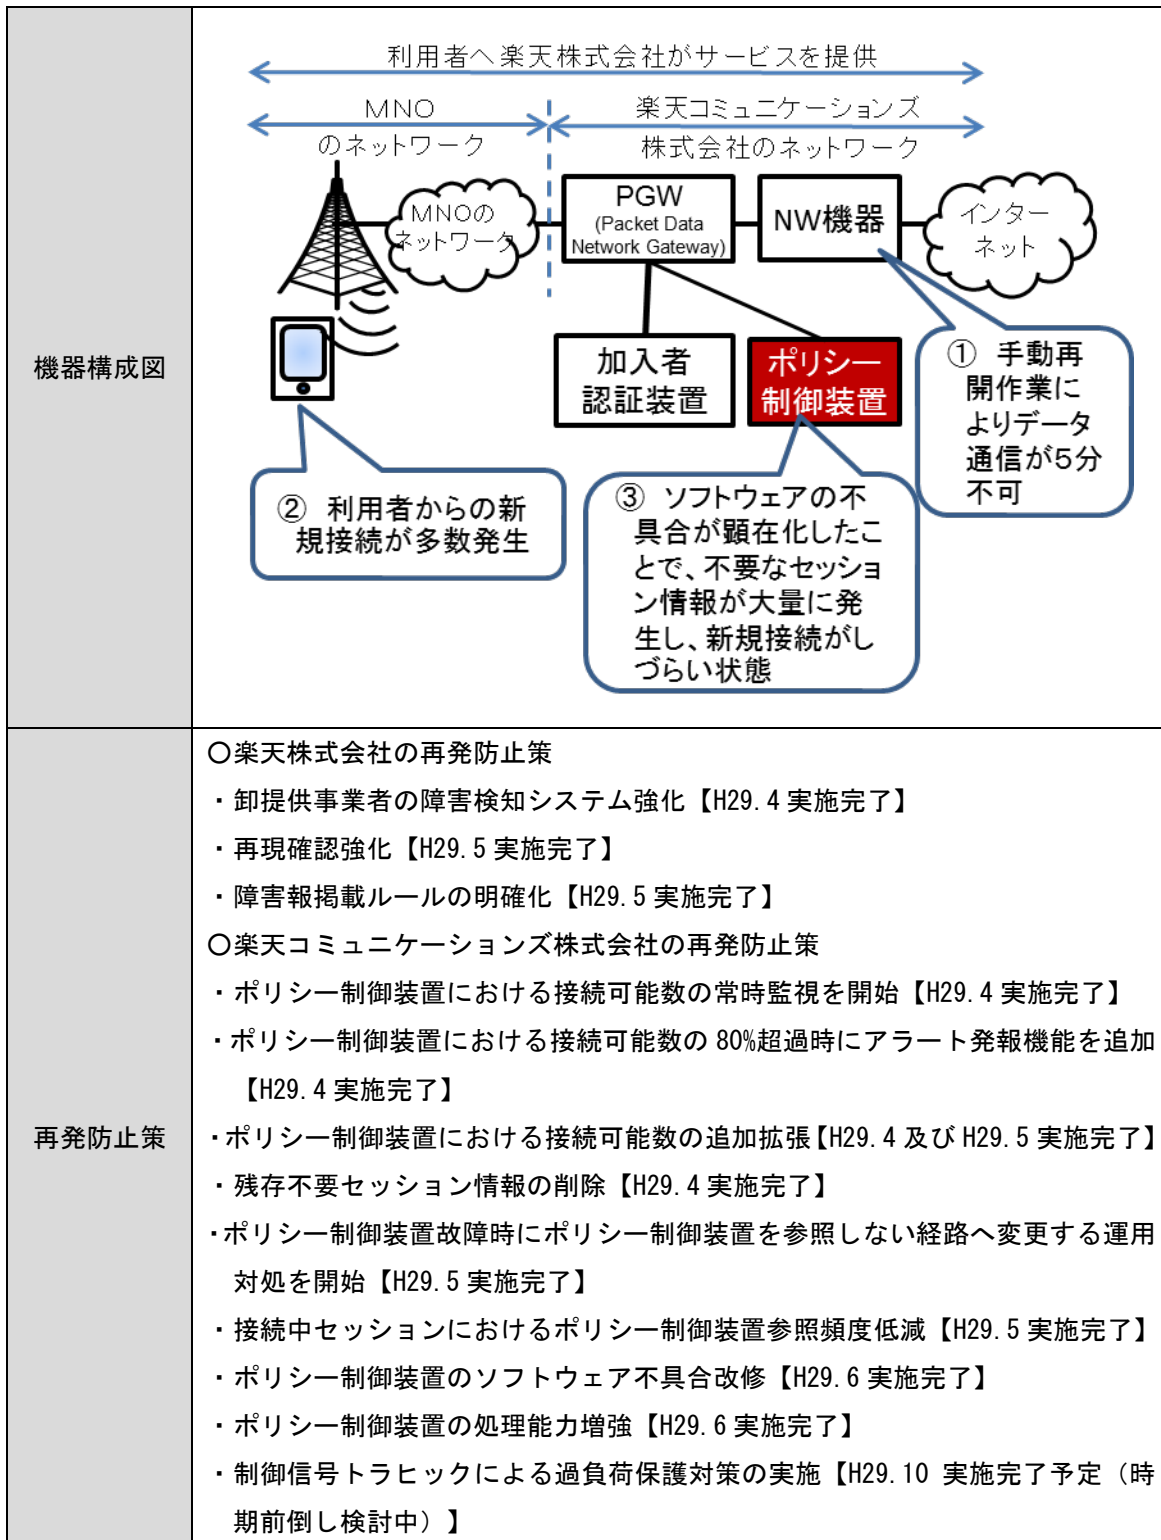 機器構成図
利用者へ楽天株式会社がサービスを提供
MNO
のネットワーク
楽天コミュニケーションズ
株式会社のネットワーク
MNOの
ネットワーク
PGW
(Packet Data
Network Gateway)
NW機器
インター
ネット
加入者
認証装置
ポリシー
制御装置
① 手動再
開作業に
よりデータ
通信が5分
不可
② 利用者からの新
規接続が多数発生
③ ソフトウェアの不
具合が顕在化したこ
とで、不要なセッショ
ン情報が大量に発
生し、新規接続がし
づらい状態
再発防止策
〇楽天株式会社の再発防止策
・卸提供事業者の障害検知システム強化【H29.4 実施完了】
・再現確認強化【H29.5 実施完了】
・障害報掲載ルールの明確化【H29.5 実施完了】
〇楽天コミュニケーションズ株式会社の再発防止策
・ポリシー制御装置における接続可能数の常時監視を開始【H29.4 実施完了】
・ポリシー制御装置における接続可能数の 80%超過時にアラート発報機能を追加
【H29.4 実施完了】
・ポリシー制御装置における接続可能数の追加拡張【H29.4 及び H29.5 実施完了】
・残存不要セッション情報の削除【H29.4 実施完了】
・ポリシー制御装置故障時にポリシー制御装置を参照しない経路へ変更する運用
対処を開始【H29.5 実施完了】
・接続中セッションにおけるポリシー制御装置参照頻度低減【H29.5 実施完了】
・ポリシー制御装置のソフトウェア不具合改修【H29.6 実施完了】
・ポリシー制御装置の処理能力増強【H29.6 実施完了】
・制御信号トラヒックによる過負荷保護対策の実施【H29.10 実施完了予定（時
期前倒し検討中）】